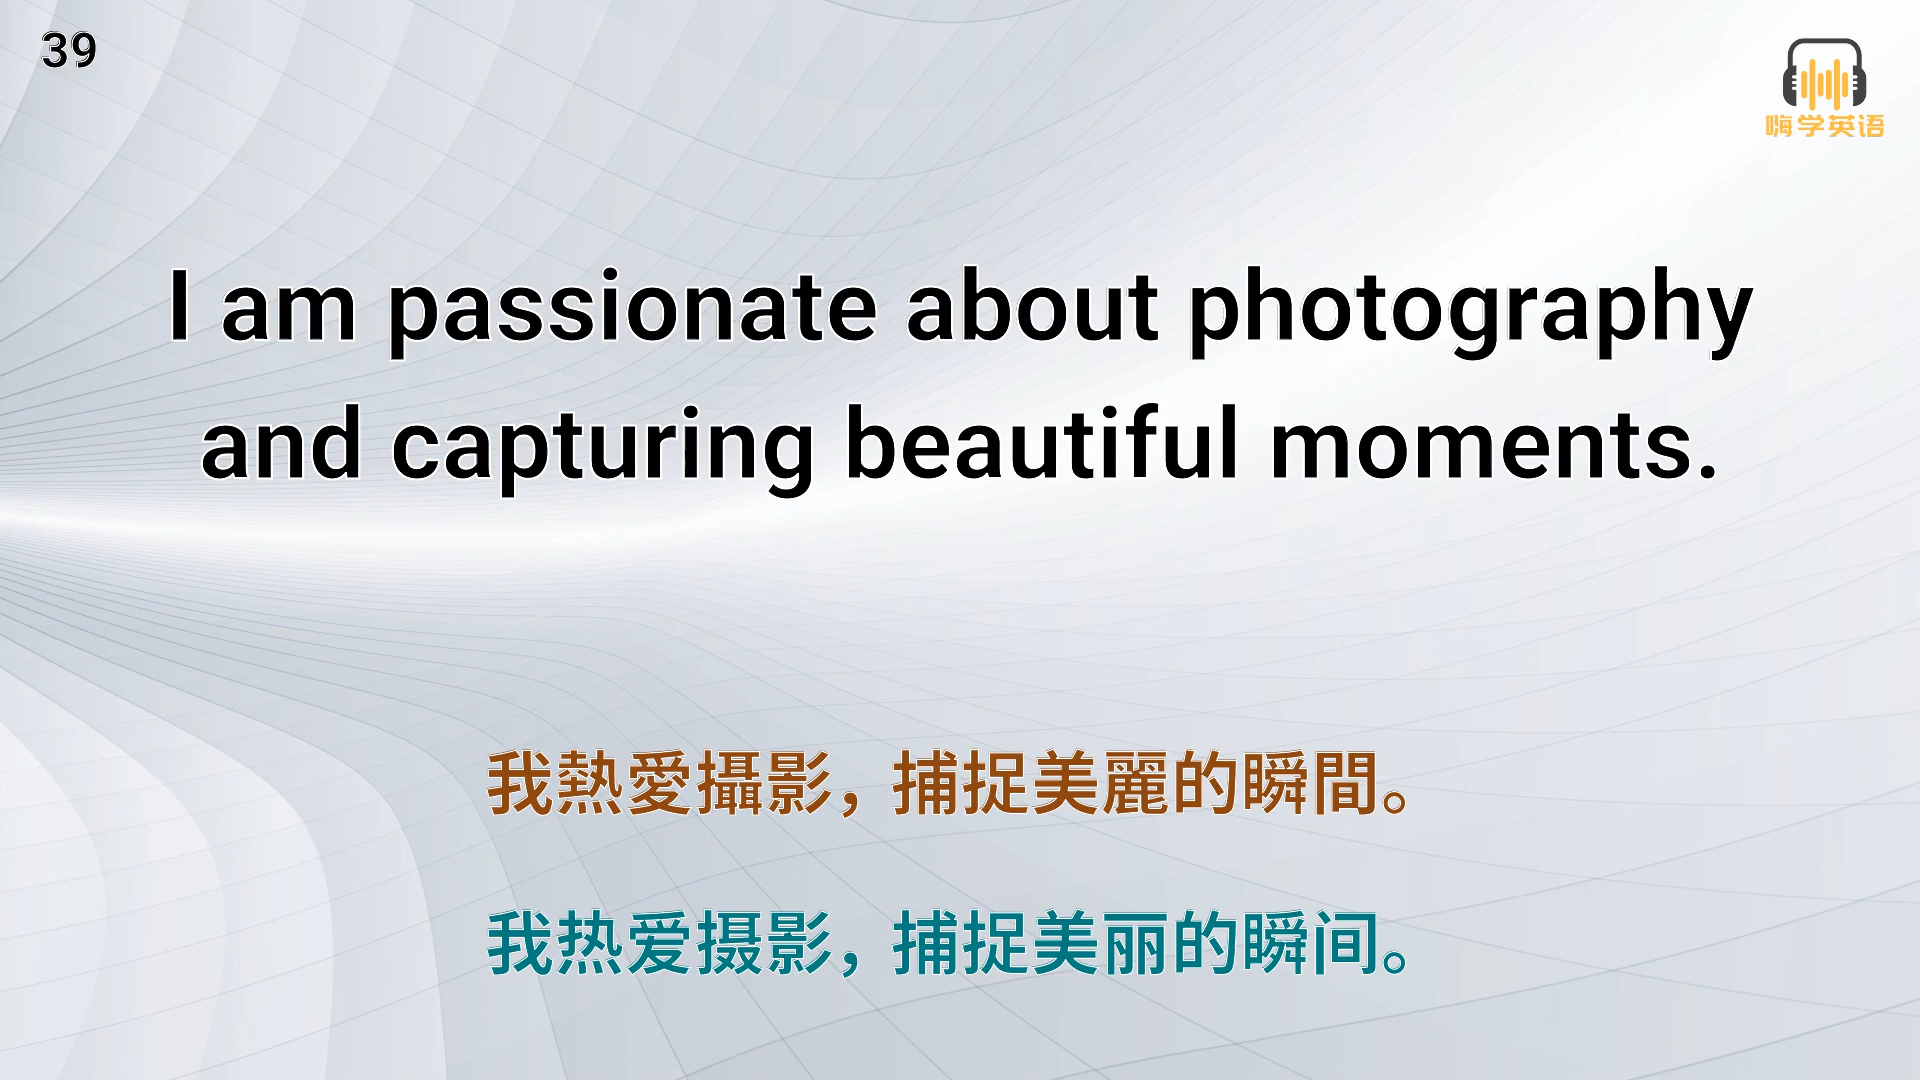 39
嗨学英语
I am passionate about photography
and capturing beautiful moments.
我熱愛攝影，捕捉美麗的瞬間。
我热爱摄影，捕捉美丽的瞬间。